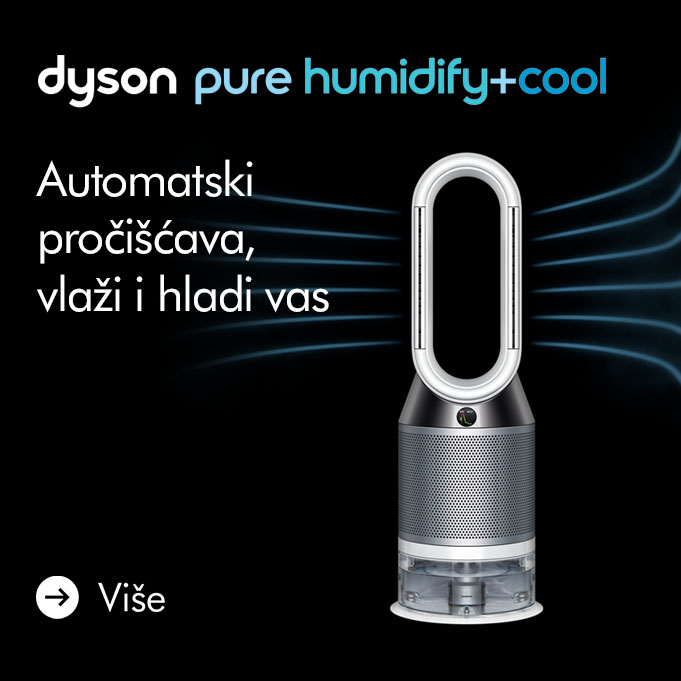 dyson pure humidify+cool
Automatski
pročišćava,
vlaži i hladi vas
Više